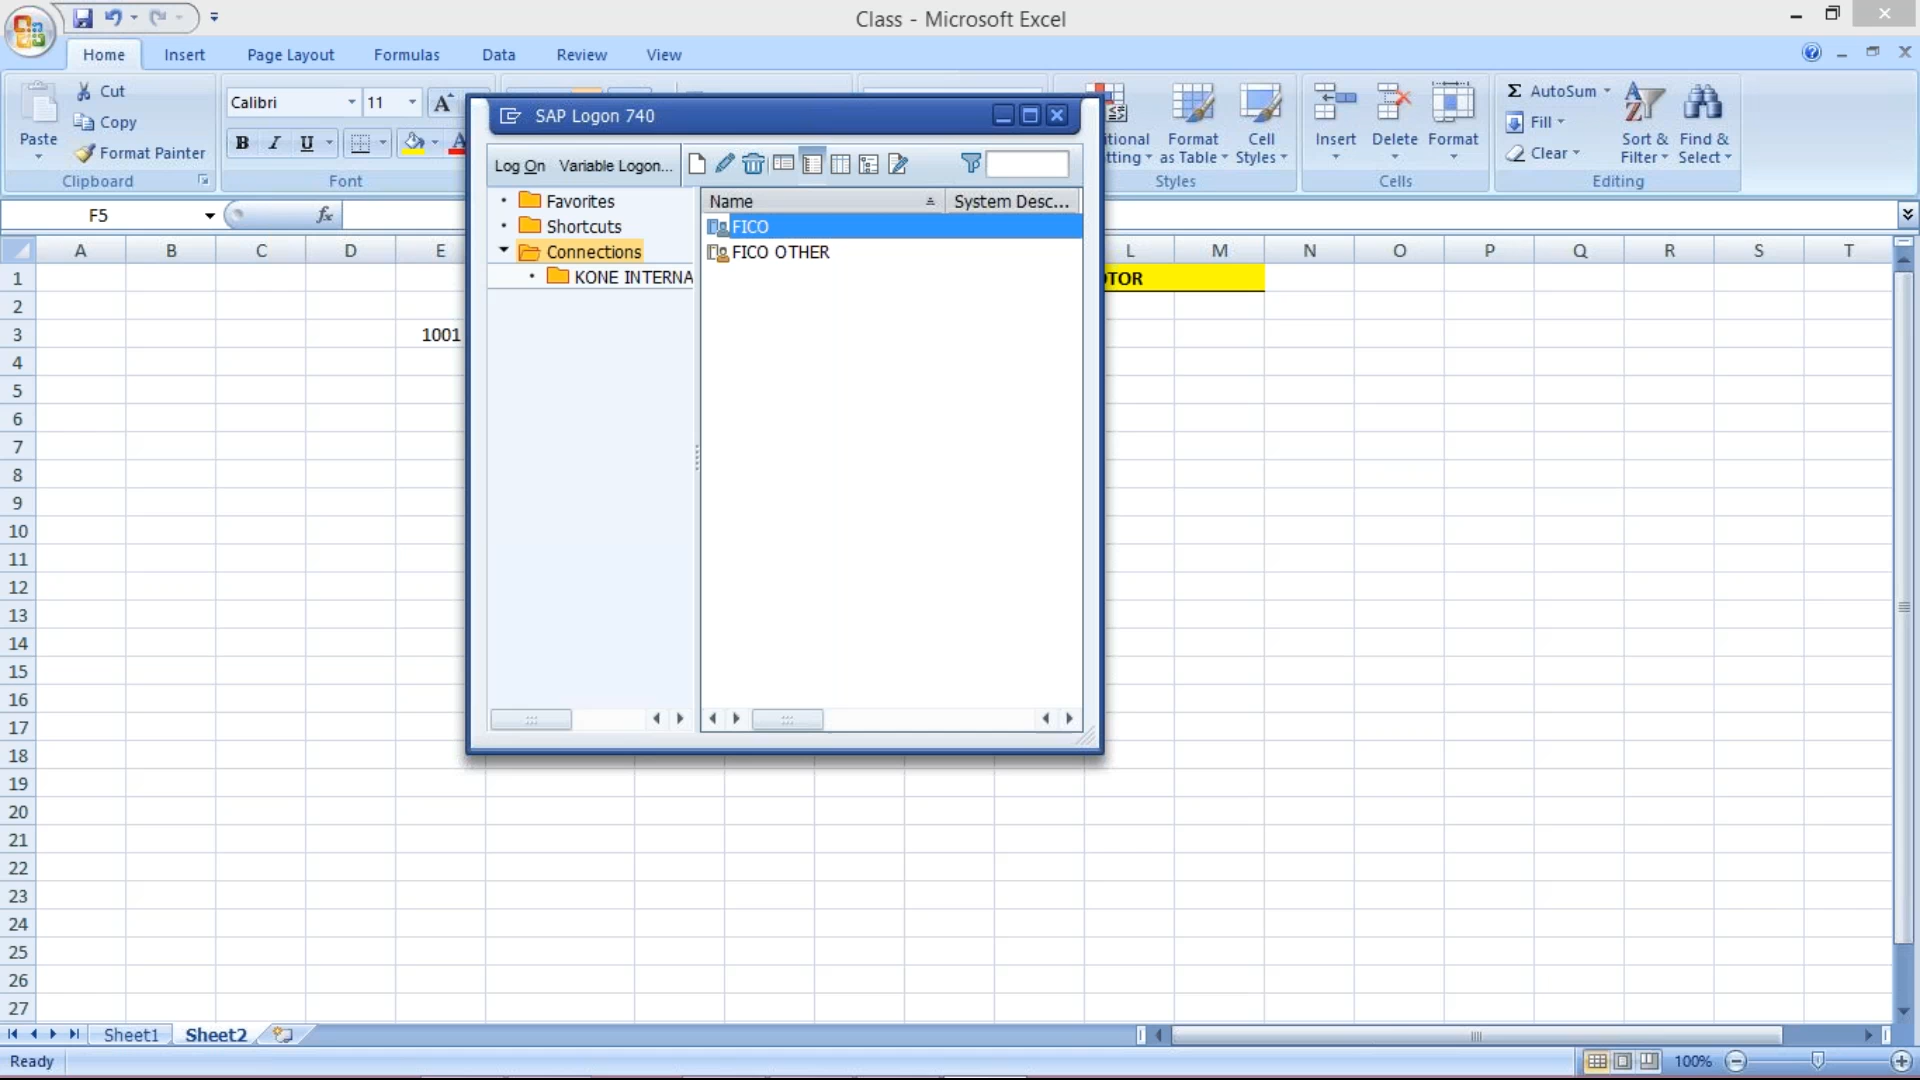 Class - Microsoft Excel
Home Insert Page Layout Formulas Data Review View
Paste
Cut
Copy
Format Painter
Clipboard
Calibri 11 A
B I U A
Font
Format as Table
Cell Styles
Styles
Insert Delete Format
Cells
Σ AutoSum
Fill
Clear
Sort & Filter
Find & Select
Editing
F5 fx
SAP Logon 740
Log On Variable Logon...
Favorites
Shortcuts
Connections
KONE INTERNA
Name System Desc...
FICO
FICO OTHER
A B C D E L M N O P Q R S T
1
2
3 1001
4
5
6
7
8
9
10
11
12
13
14
15
16
17
18
19
20
21
22
23
24
25
26
27
Sheet1 Sheet2
Ready 100%